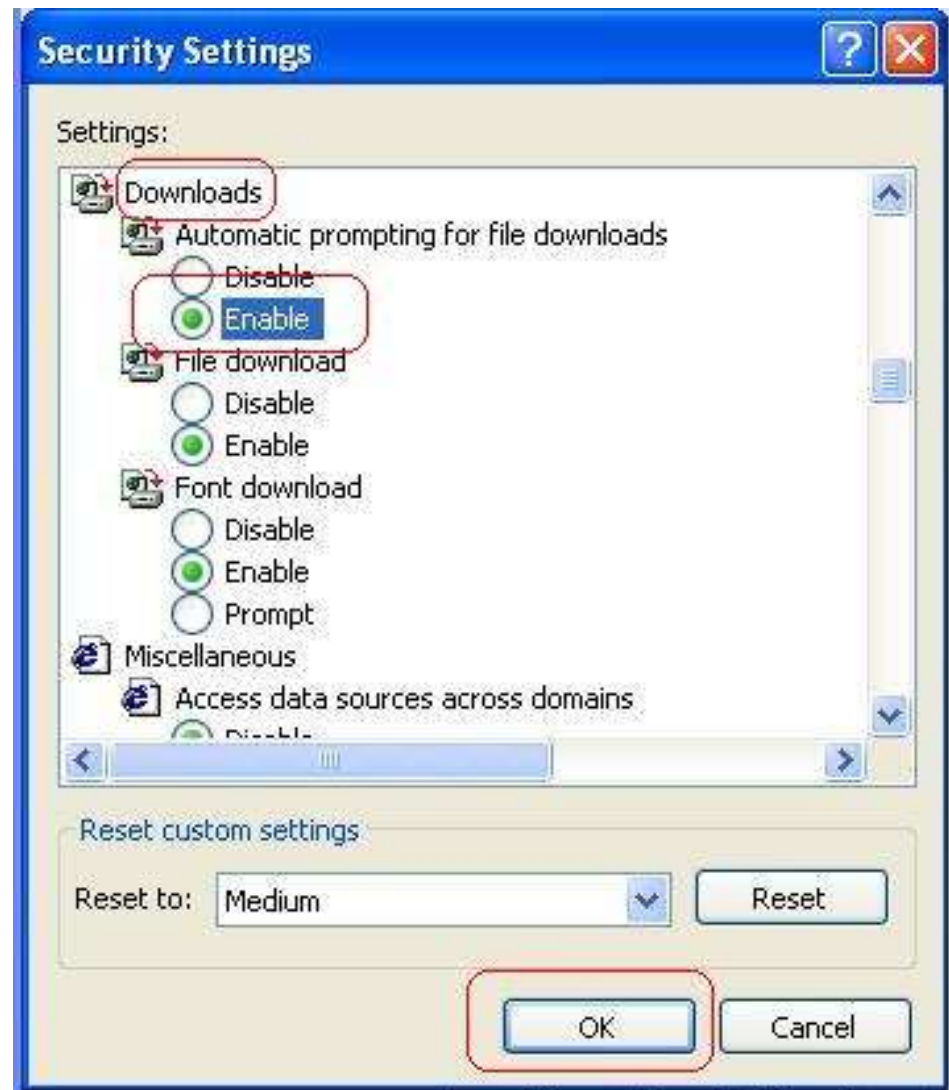 Security Settings
Settings:
Downloads
Automatic prompting for file downloads
Disable
Enable
File download
Disable
Enable
Font download
Disable
Enable
Prompt
Miscellaneous
Access data sources across domains
Disable
Reset custom settings
Reset to: Medium Reset
OK Cancel